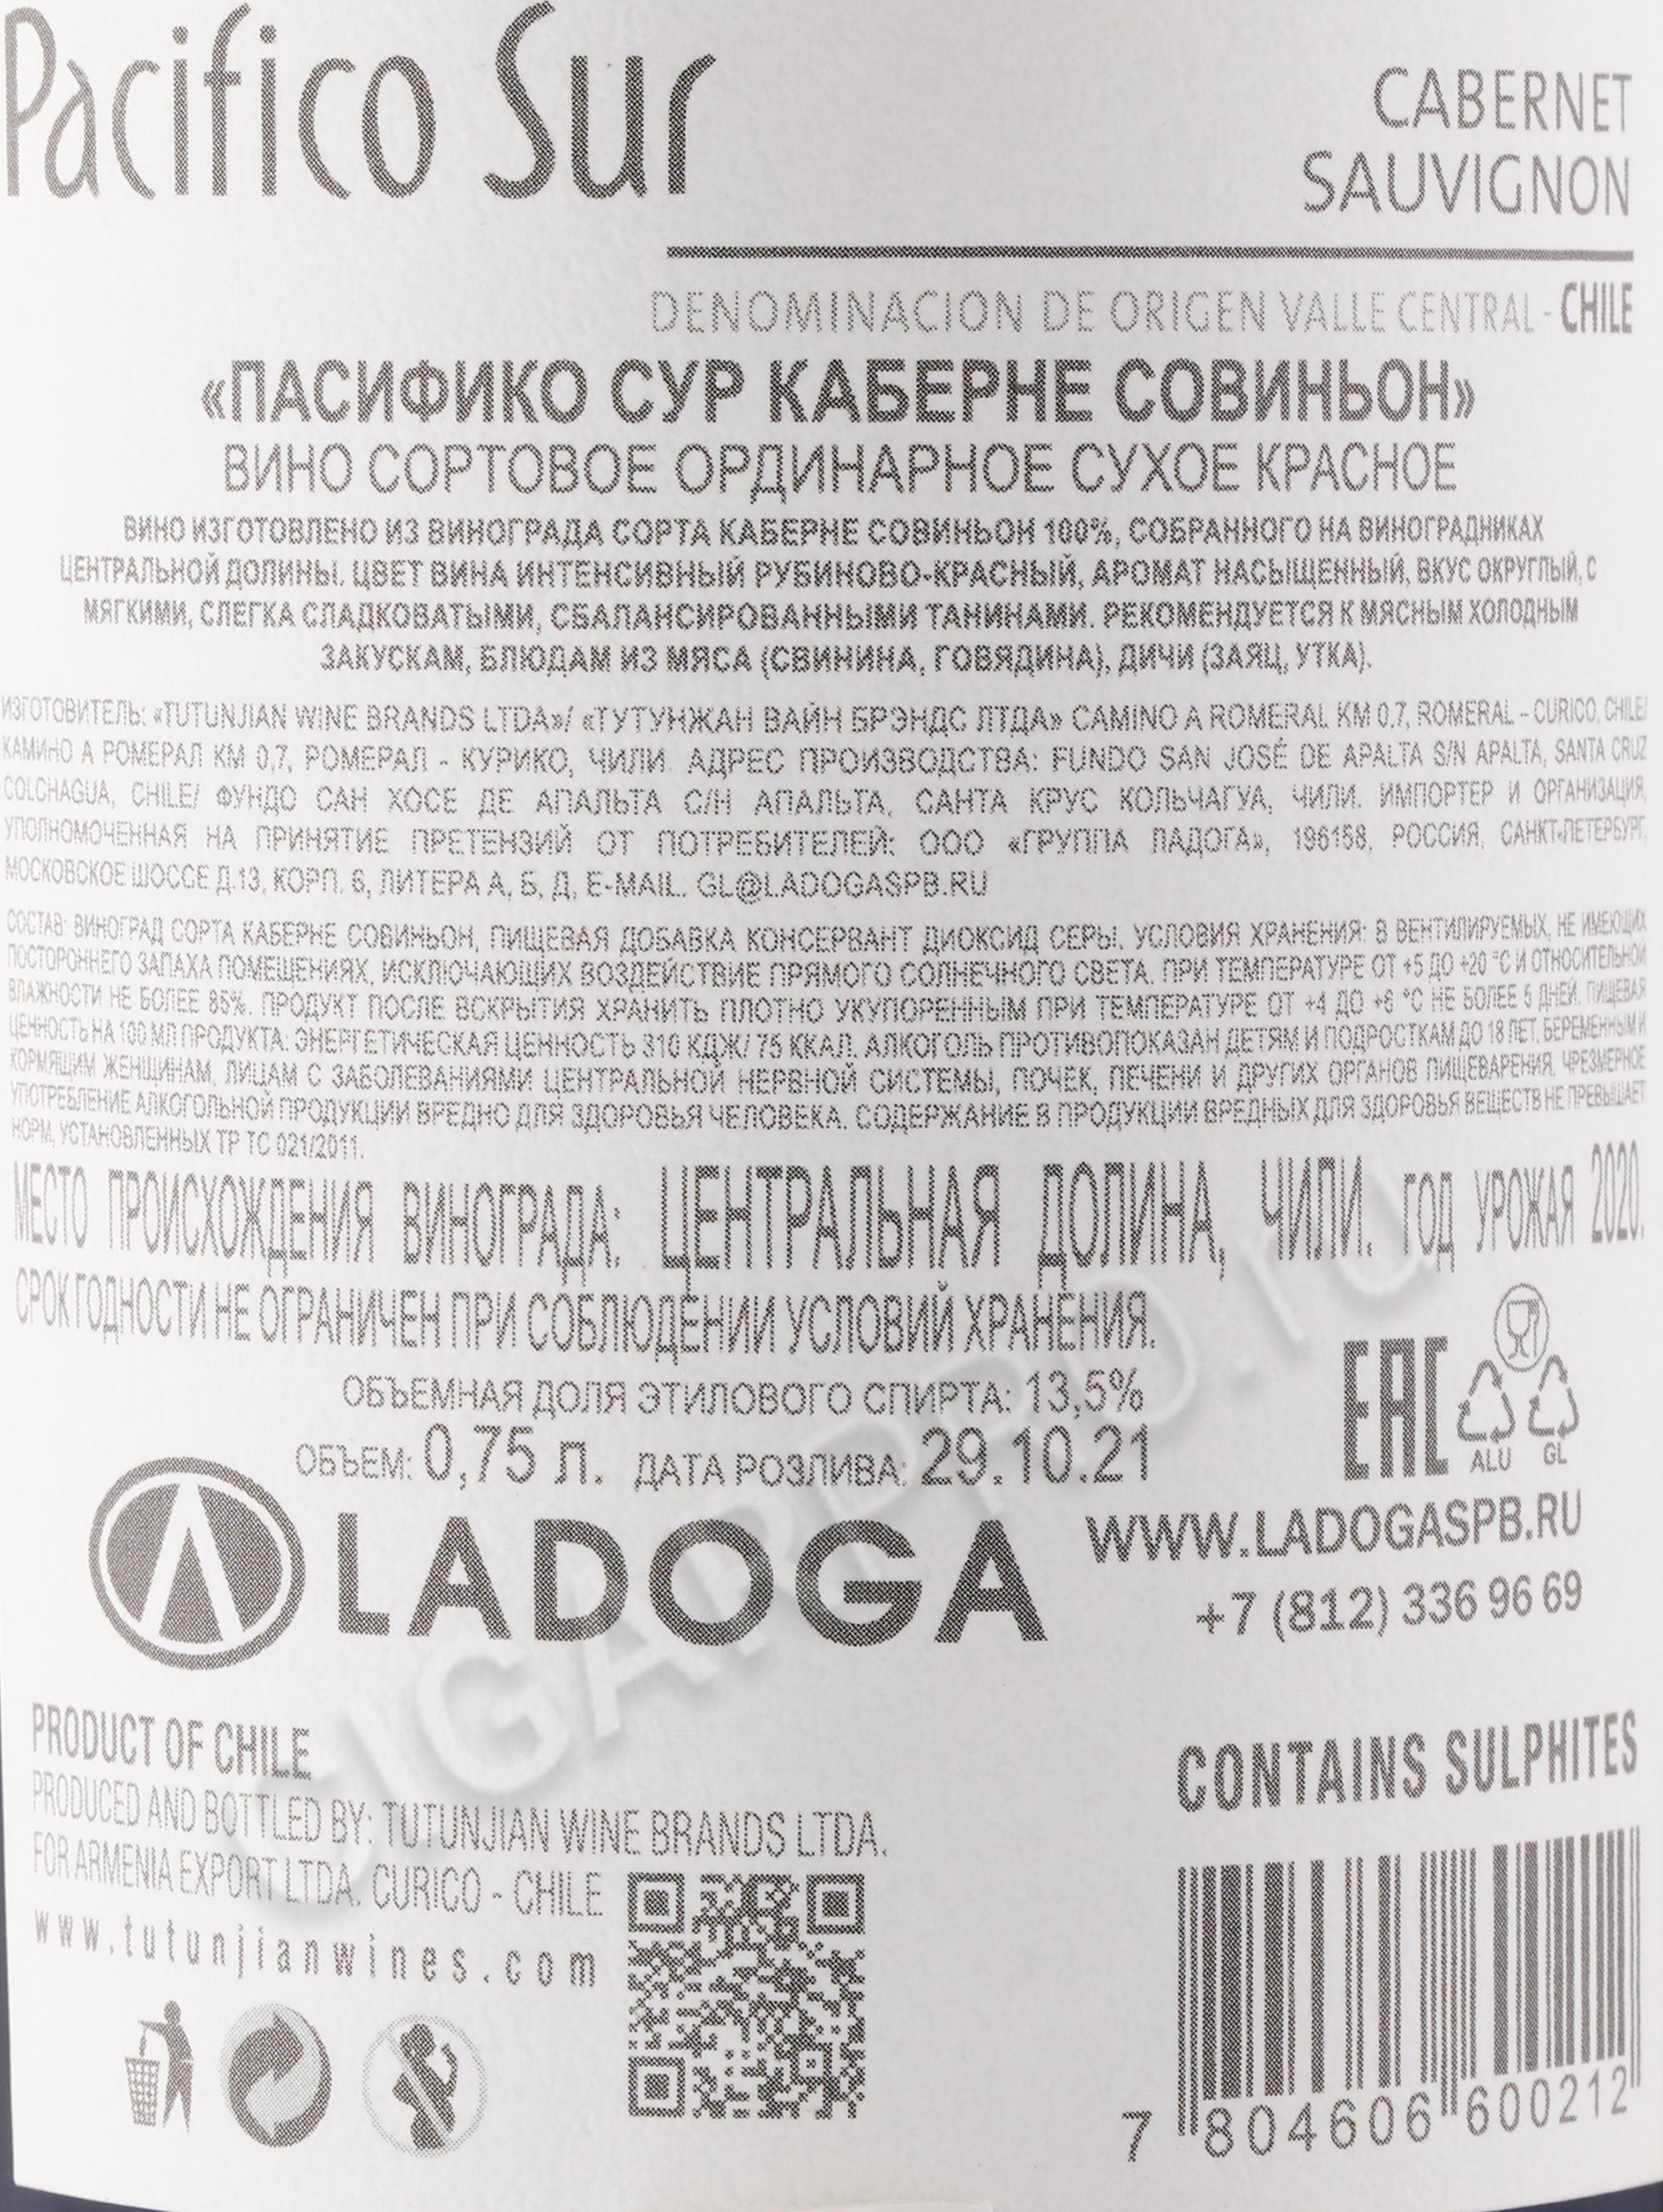 Pacifico Sur
CABERNET
SAUVIGNON
DENOMINACION DE ORIGEN VALLE CENTRAL - CHILE
«ПАСИФИКО СУР КАБЕРНЕ СОВИНЬОН»
ВИНО СОРТОВОЕ ОРДИНАРНОЕ СУХОЕ КРАСНОЕ
ВИНО ИЗГОТОВЛЕНО ИЗ ВИНОГРАДА СОРТА КАБЕРНЕ СОВИНЬОН 100%, СОБРАННОГО НА ВИНОГРАДНИКАХ
ЦЕНТРАЛЬНОЙ ДОЛИНЫ. ЦВЕТ ВИНА ИНТЕНСИВНЫЙ РУБИНОВО-КРАСНЫЙ, АРОМАТ НАСЫЩЕННЫЙ, ВКУС ОКРУГЛЫЙ, С
МЯГКИМИ, СЛЕГКА СЛАДКОВАТЫМИ, СБАЛАНСИРОВАННЫМИ ТАНИНАМИ. РЕКОМЕНДУЕТСЯ К МЯСНЫМ ХОЛОДНЫМ
ЗАКУСКАМ, БЛЮДАМ ИЗ МЯСА (СВИНИНА, ГОВЯДИНА), ДИЧИ (ЗАЯЦ, УТКА).
ИЗГОТОВИТЕЛЬ: «TUTUNJIAN WINE BRANDS LTDA»/ «ТУТУНЖАН ВАЙН БРЭНДС ЛТДА» CAMINO A ROMERAL KM 0,7, ROMERAL – CURICO, CHILE/
КАМИНО А РОМЕРАЛ КМ 0,7, РОМЕРАЛ - КУРИКО, ЧИЛИ. АДРЕС ПРОИЗВОДСТВА: FUNDO SAN JOSÉ DE APALTA S/N APALTA, SANTA CRUZ
COLCHAGUA, CHILE/ ФУНДО САН ХОСЕ ДЕ АПАЛЬТА С/Н АПАЛЬТА, САНТА КРУС КОЛЬЧАГУА, ЧИЛИ. ИМПОРТЕР И ОРГАНИЗАЦИЯ,
УПОЛНОМОЧЕННАЯ НА ПРИНЯТИЕ ПРЕТЕНЗИЙ ОТ ПОТРЕБИТЕЛЕЙ: ООО «ГРУППА ЛАДОГА», 196158, РОССИЯ, САНКТ-ПЕТЕРБУРГ,
МОСКОВСКОЕ ШОССЕ Д.13, КОРП. 6, ЛИТЕРА А, Б, Д, E-MAIL. GL@LADOGASPB.RU
СОСТАВ: ВИНОГРАД СОРТА КАБЕРНЕ СОВИНЬОН, ПИЩЕВАЯ ДОБАВКА КОНСЕРВАНТ ДИОКСИД СЕРЫ. УСЛОВИЯ ХРАНЕНИЯ: В ВЕНТИЛИРУЕМЫХ, НЕ ИМЕЮЩИХ
ПОСТОРОННЕГО ЗАПАХА ПОМЕЩЕНИЯХ, ИСКЛЮЧАЮЩИХ ВОЗДЕЙСТВИЕ ПРЯМОГО СОЛНЕЧНОГО СВЕТА. ПРИ ТЕМПЕРАТУРЕ ОТ +5 ДО +20 °С И ОТНОСИТЕЛЬНОЙ
ВЛАЖНОСТИ НЕ БОЛЕЕ 85%. ПРОДУКТ ПОСЛЕ ВСКРЫТИЯ ХРАНИТЬ ПЛОТНО УКУПОРЕННЫМ ПРИ ТЕМПЕРАТУРЕ ОТ +4 ДО +6 °С НЕ БОЛЕЕ 5 ДНЕЙ. ПИЩЕВАЯ
ЦЕННОСТЬ НА 100 МЛ ПРОДУКТА: ЭНЕРГЕТИЧЕСКАЯ ЦЕННОСТЬ 310 КДЖ/ 75 ККАЛ. АЛКОГОЛЬ ПРОТИВОПОКАЗАН ДЕТЯМ И ПОДРОСТКАМ ДО 18 ЛЕТ, БЕРЕМЕННЫМ И
КОРМЯЩИМ ЖЕНЩИНАМ, ЛИЦАМ С ЗАБОЛЕВАНИЯМИ ЦЕНТРАЛЬНОЙ НЕРВНОЙ СИСТЕМЫ, ПОЧЕК, ПЕЧЕНИ И ДРУГИХ ОРГАНОВ ПИЩЕВАРЕНИЯ. ЧРЕЗМЕРНОЕ
УПОТРЕБЛЕНИЕ АЛКОГОЛЬНОЙ ПРОДУКЦИИ ВРЕДНО ДЛЯ ЗДОРОВЬЯ ЧЕЛОВЕКА. СОДЕРЖАНИЕ В ПРОДУКЦИИ ВРЕДНЫХ ДЛЯ ЗДОРОВЬЯ ВЕЩЕСТВ НЕ ПРЕВЫШАЕТ
НОРМ, УСТАНОВЛЕННЫХ ТР ТС 021/2011.
МЕСТО ПРОИСХОЖДЕНИЯ ВИНОГРАДА: ЦЕНТРАЛЬНАЯ ДОЛИНА, ЧИЛИ. ГОД УРОЖАЯ 2020.
СРОК ГОДНОСТИ НЕ ОГРАНИЧЕН ПРИ СОБЛЮДЕНИИ УСЛОВИЙ ХРАНЕНИЯ.
ОБЪЕМНАЯ ДОЛЯ ЭТИЛОВОГО СПИРТА: 13,5%
ОБЪЕМ: 0,75 Л. ДАТА РОЗЛИВА: 29.10.21
EAC
ALU GL
LADOGA
WWW.LADOGASPB.RU
+7 (812) 336 96 69
PRODUCT OF CHILE
PRODUCED AND BOTTLED BY: TUTUNJIAN WINE BRANDS LTDA.
FOR ARMENIA EXPORT LTDA. CURICO - CHILE
www.tutunjianwines.com
CONTAINS SULPHITES
7 804606 600212
CIGARPRO.ru